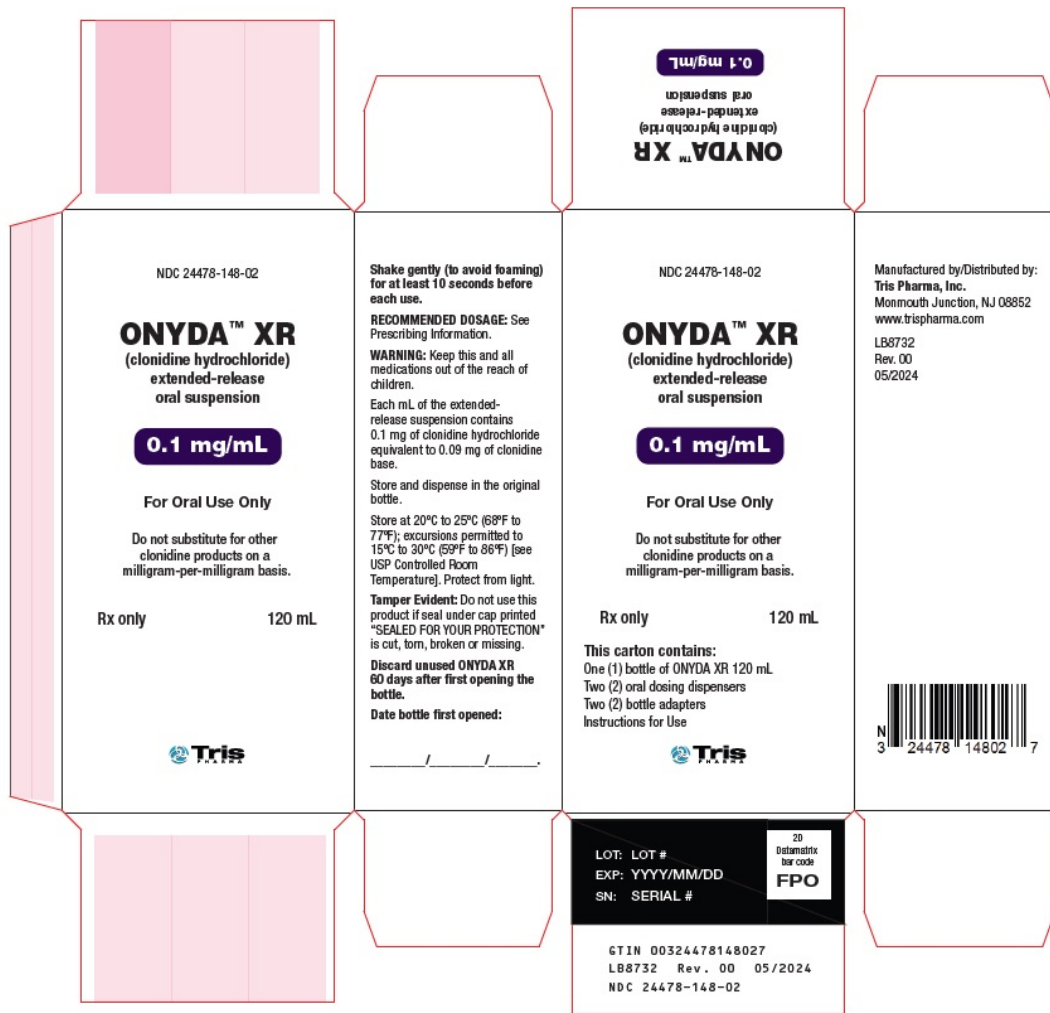 0.1 mg/mL
oral suspension
extended-release
(clonidine hydrochloride)
ONYDA™ XR
NDC 24478-148-02
ONYDA™ XR
(clonidine hydrochloride)
extended-release
oral suspension
0.1 mg/mL
For Oral Use Only
Do not substitute for other
clonidine products on a
milligram-per-milligram basis.
Rx only 120 mL
Tris
PHARMA
Shake gently (to avoid foaming)
for at least 10 seconds before
each use.
RECOMMENDED DOSAGE: See
Prescribing Information.
WARNING: Keep this and all
medications out of the reach of
children.
Each mL of the extended-
release suspension contains
0.1 mg of clonidine hydrochloride
equivalent to 0.09 mg of clonidine
base.
Store and dispense in the original
bottle.
Store at 20°C to 25°C (68°F to
77°F); excursions permitted to
15°C to 30°C (59°F to 86°F) [see
USP Controlled Room
Temperature]. Protect from light.
Tamper Evident: Do not use this
product if seal under cap printed
“SEALED FOR YOUR PROTECTION”
is cut, torn, broken or missing.
Discard unused ONYDA XR
60 days after first opening the
bottle.
Date bottle first opened:
_______/_______/______.
NDC 24478-148-02
ONYDA™ XR
(clonidine hydrochloride)
extended-release
oral suspension
0.1 mg/mL
For Oral Use Only
Do not substitute for other
clonidine products on a
milligram-per-milligram basis.
Rx only 120 mL
This carton contains:
One (1) bottle of ONYDA XR 120 mL
Two (2) oral dosing dispensers
Two (2) bottle adapters
Instructions for Use
Tris
PHARMA
Manufactured by/Distributed by:
Tris Pharma, Inc.
Monmouth Junction, NJ 08852
www.trispharma.com
LB8732
Rev. 00
05/2024
N
3 24478 14802 7
LOT: LOT #
EXP: YYYY/MM/DD
SN: SERIAL #
2D
Datamatrix
bar code
FPO
GTIN 00324478148027
LB8732 Rev. 00 05/2024
NDC 24478-148-02